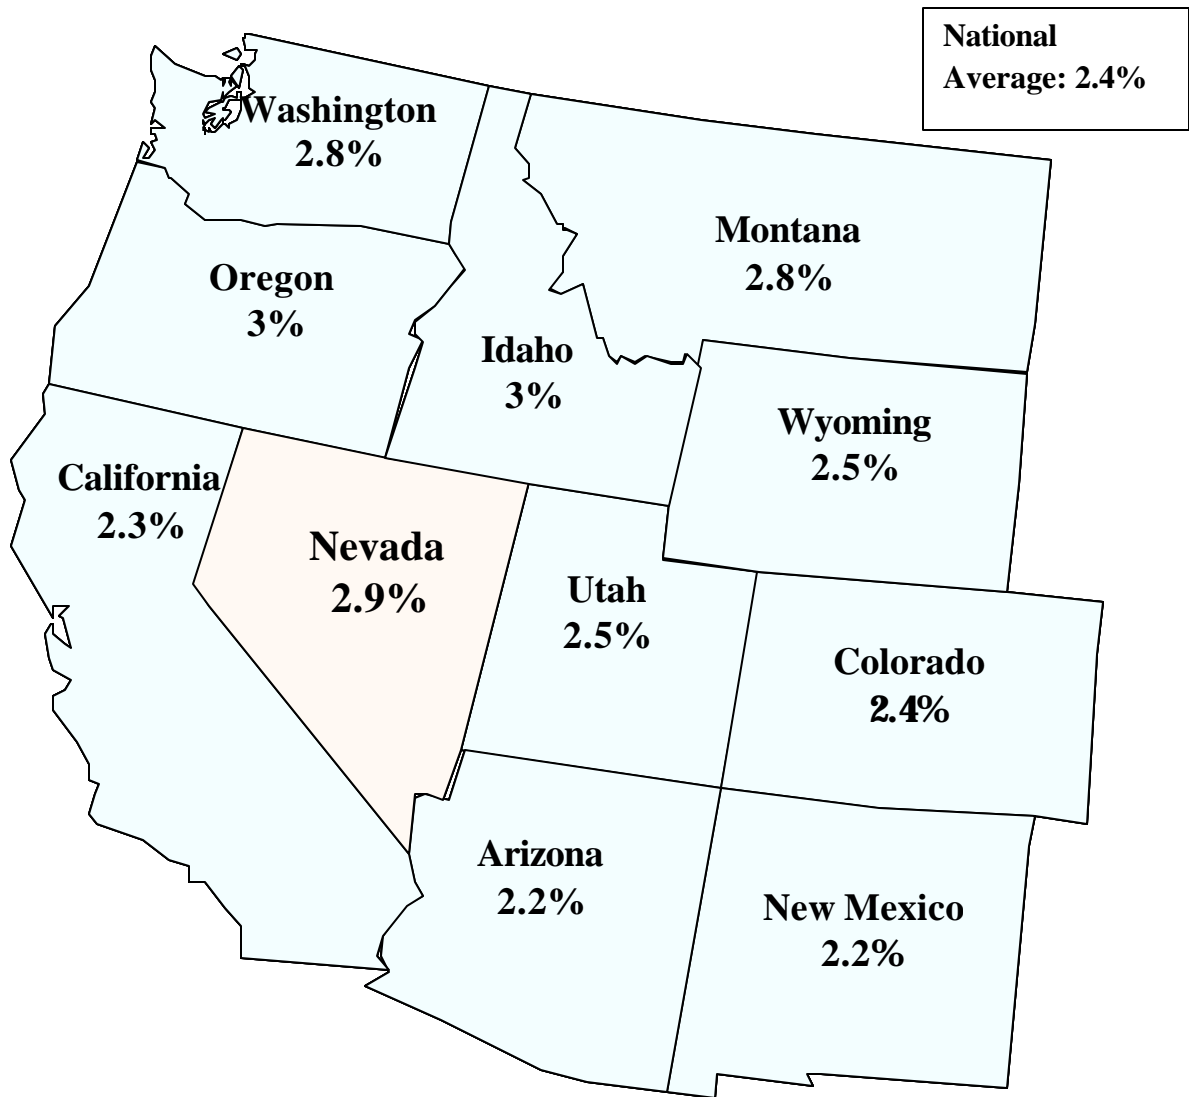 National
Average: 2.4%
Washington
2.8%
Montana
2.8%
Oregon
3%
Idaho
3%
Wyoming
2.5%
California
2.3%
Nevada
2.9%
Utah
2.5%
Colorado
2.4%
Arizona
2.2%
New Mexico
2.2%